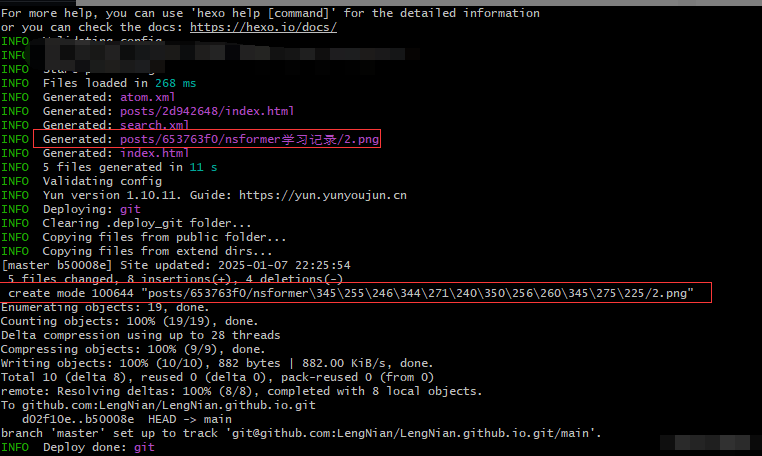 For more help, you can use 'hexo help [command]' for the detailed information
or you can check the docs: https://hexo.io/docs/
INFO Validating config
INFO
INFO
INFO Files loaded in 268 ms
INFO Generated: atom.xml
INFO Generated: posts/2d942648/index.html
INFO Generated: search.xml
INFO Generated: posts/653763f0/nsformer学习记录/2.png
INFO Generated: index.html
INFO 5 files generated in 11 s
INFO Validating config
INFO Yun version 1.10.11. Guide: https://yun.yunyoujun.cn
INFO Deploying: git
INFO Clearing .deploy_git folder...
INFO Copying files from public folder...
INFO Copying files from extend dirs...
[master b50008e] Site updated: 2025-01-07 22:25:54
5 files changed, 8 insertions(+), 4 deletions(-)
create mode 100644 "posts/653763f0/nsformer\345\255\246\344\271\240\350\256\260\345\275\225/2.png"
Enumerating objects: 19, done.
Counting objects: 100% (19/19), done.
Delta compression using up to 28 threads
Compressing objects: 100% (9/9), done.
Writing objects: 100% (10/10), 882 bytes | 882.00 KiB/s, done.
Total 10 (delta 8), reused 0 (delta 0), pack-reused 0 (from 0)
remote: Resolving deltas: 100% (8/8), completed with 8 local objects.
To github.com:LengNian/LengNian.github.io.git
d02f10e..b50008e HEAD -> main
branch 'master' set up to track 'git@github.com:LengNian/LengNian.github.io.git/main'.
INFO Deploy done: git